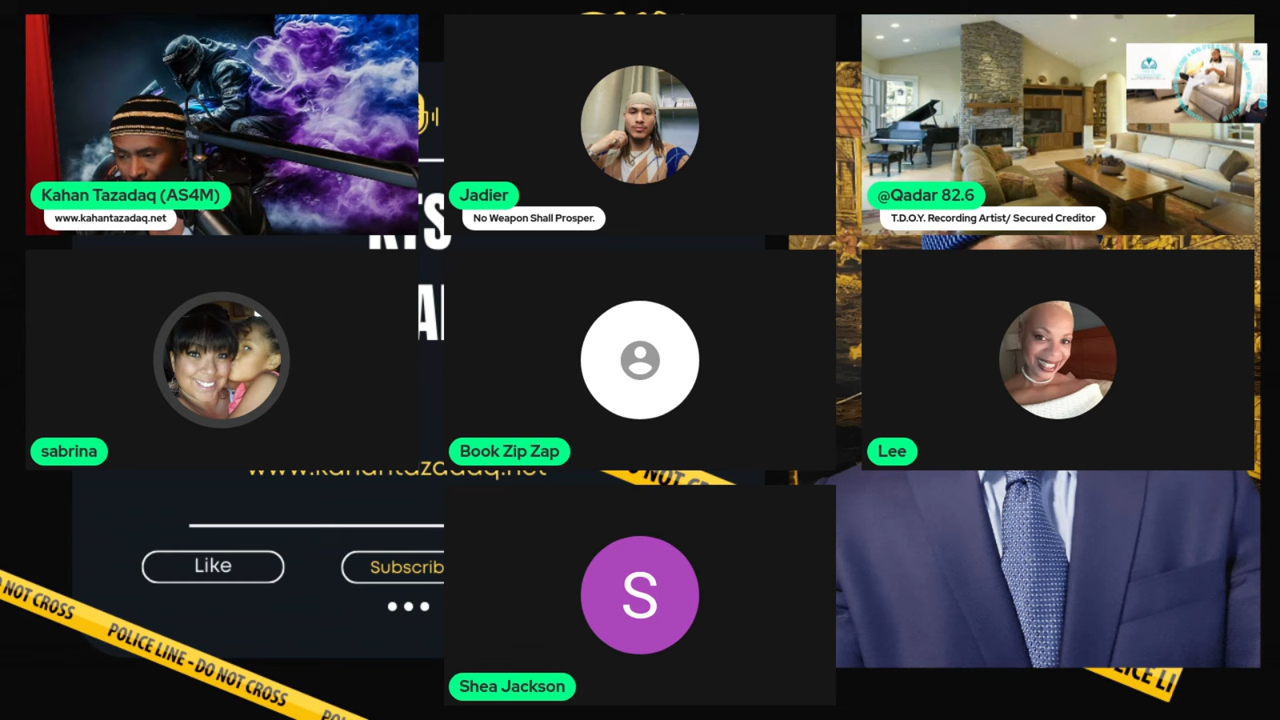 Kahan Tazadaq (AS4M)
www.kahantazadaq.net
Jadier
No Weapon Shall Prosper.
@Qadar 82.6
T.D.O.Y. Recording Artist/ Secured Creditor
sabrina
Book Zip Zap
Lee
www.kahantazadaq.net
Like
Subscrib
DO NOT CROSS
POLICE LINE - DO NOT CROSS
S
Shea Jackson